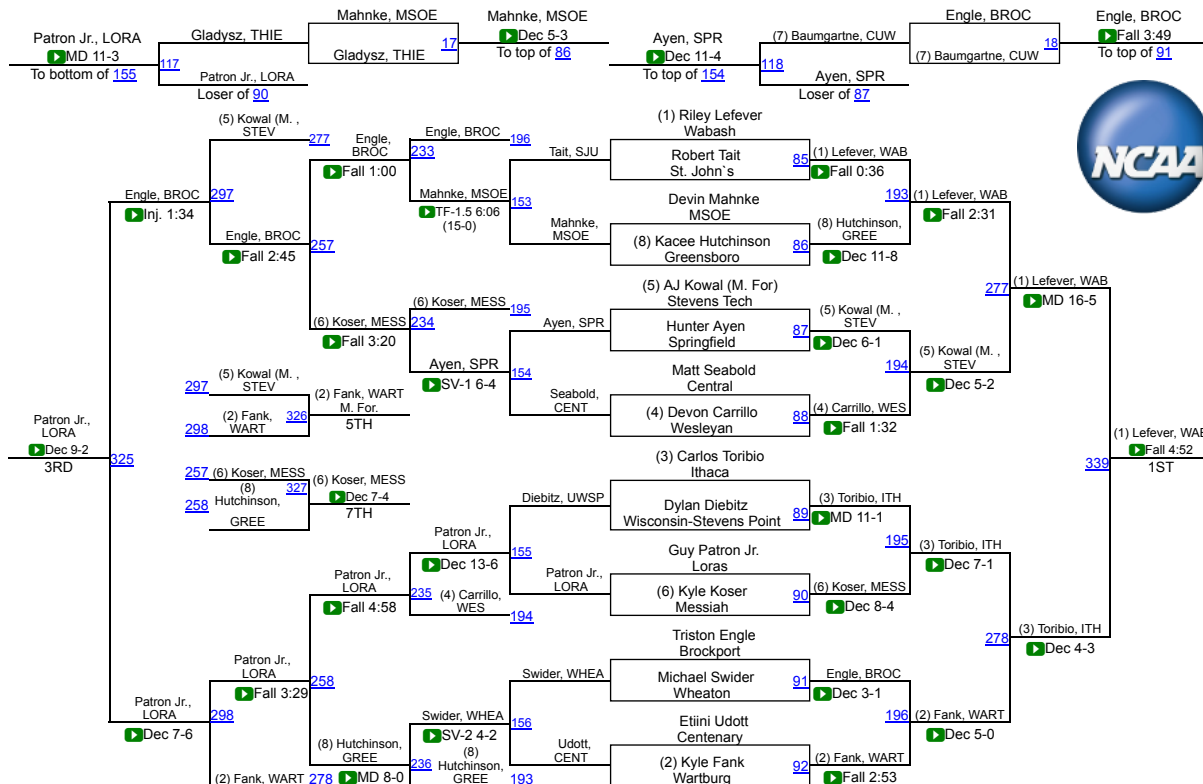 Patron Jr., LORA
MD 11-3
To bottom of 155
Gladysz, THIE
117
Patron Jr., LORA
Loser of 90
Mahnke, MSOE
Gladysz, THIE
17
Mahnke, MSOE
Dec 5-3
To top of 86
Ayen, SPR
Dec 11-4
To top of 154
(7) Baumgartne, CUW
118
Ayen, SPR
Loser of 87
Engle, BROC
(7) Baumgartne, CUW
18
Engle, BROC
Fall 3:49
To top of 91
NCAA
(5) Kowal (M. ,
STEV
277
Engle, BROC
Inj. 1:34
297
Engle, BROC
Fall 2:45
257
Engle,
BROC
Fall 1:00
Engle, BROC
196
233
Mahnke, MSOE
TF-1.5 6:06
(15-0)
Tait, SJU
153
Mahnke,
MSOE
(1) Riley Lefever
Wabash
Robert Tait
St. John`s
85
(1) Lefever, WAB
Fall 0:36
Devin Mahnke
MSOE
(8) Kacee Hutchinson
Greensboro
86
(8) Hutchinson,
GREE
Dec 11-8
193
(1) Lefever, WAB
Fall 2:31
(6) Koser, MESS
Fall 3:20
(6) Koser, MESS
195
234
Ayen, SPR
SV-1 6-4
Ayen, SPR
154
Seabold,
CENT
(5) AJ Kowal (M. For)
Stevens Tech
Hunter Ayen
Springfield
87
(5) Kowal (M. ,
STEV
Dec 6-1
Matt Seabold
Central
(4) Devon Carrillo
Wesleyan
88
(4) Carrillo, WES
Fall 1:32
194
(5) Kowal (M. ,
STEV
Dec 5-2
277
(1) Lefever, WAB
MD 16-5
297
(5) Kowal (M. ,
STEV
298
(2) Fank,
WART
326
(2) Fank, WART
M. For.
5TH
Patron Jr.,
LORA
Dec 9-2
3RD
325
257
(6) Koser, MESS
258
(8)
Hutchinson,
GREE
327
(6) Koser, MESS
Dec 7-4
7TH
339
(1) Lefever, WAB
Fall 4:52
1ST
Diebitz, UWSP
155
Patron Jr.,
LORA
Patron Jr.,
LORA
Dec 13-6
235
(4) Carrillo,
WES
194
Patron Jr.,
LORA
Fall 4:58
(3) Carlos Toribio
Ithaca
Dylan Diebitz
Wisconsin-Stevens Point
89
(3) Toribio, ITH
MD 11-1
Guy Patron Jr.
Loras
(6) Kyle Koser
Messiah
90
(6) Koser, MESS
Dec 8-4
195
(3) Toribio, ITH
Dec 7-1
278
(3) Toribio, ITH
Dec 4-3
Patron Jr.,
LORA
Fall 3:29
258
Patron Jr.,
LORA
Dec 7-6
298
(2) Fank, WART
278
(8) Hutchinson,
GREE
MD 8-0
Swider, WHEA
SV-2 4-2
236
(8)
Hutchinson,
GREE
193
Swider, WHEA
156
Udott,
CENT
Triston Engle
Brockport
Michael Swider
Wheaton
91
Engle, BROC
Dec 3-1
Etiini Udott
Centenary
(2) Kyle Fank
Wartburg
92
(2) Fank, WART
Fall 2:53
196
(2) Fank, WART
Dec 5-0